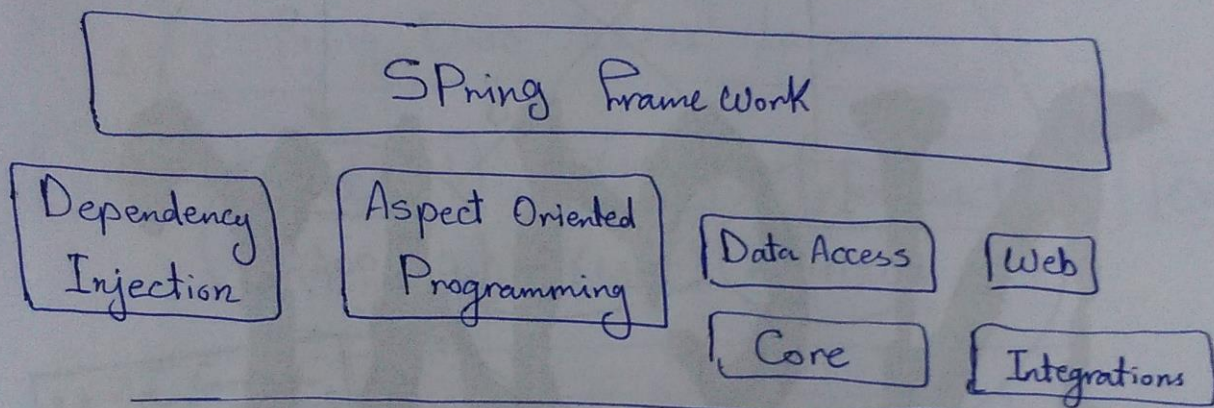 SPring Frame Work
Dependency
Injection
Aspect Oriented
Programming
Data Access
Web
Core
Integrations